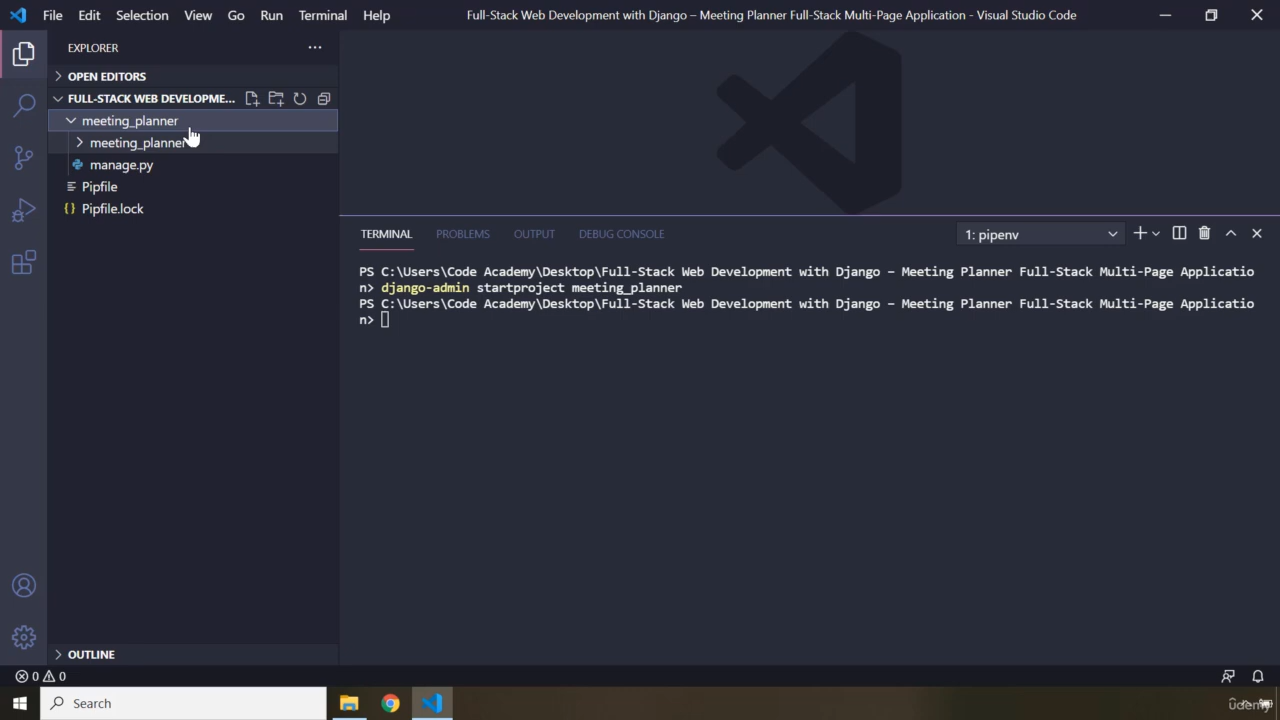 File Edit Selection View Go Run Terminal Help
Full-Stack Web Development with Django – Meeting Planner Full-Stack Multi-Page Application - Visual Studio Code
EXPLORER
OPEN EDITORS
FULL-STACK WEB DEVELOPME...
meeting_planner
meeting_planner
manage.py
Pipfile
Pipfile.lock
OUTLINE
TERMINAL PROBLEMS OUTPUT DEBUG CONSOLE
1: pipenv
PS C:\Users\Code Academy\Desktop\Full-Stack Web Development with Django – Meeting Planner Full-Stack Multi-Page Applicatio
n> django-admin startproject meeting_planner
PS C:\Users\Code Academy\Desktop\Full-Stack Web Development with Django – Meeting Planner Full-Stack Multi-Page Applicatio
n>
0 0
Search
udemy